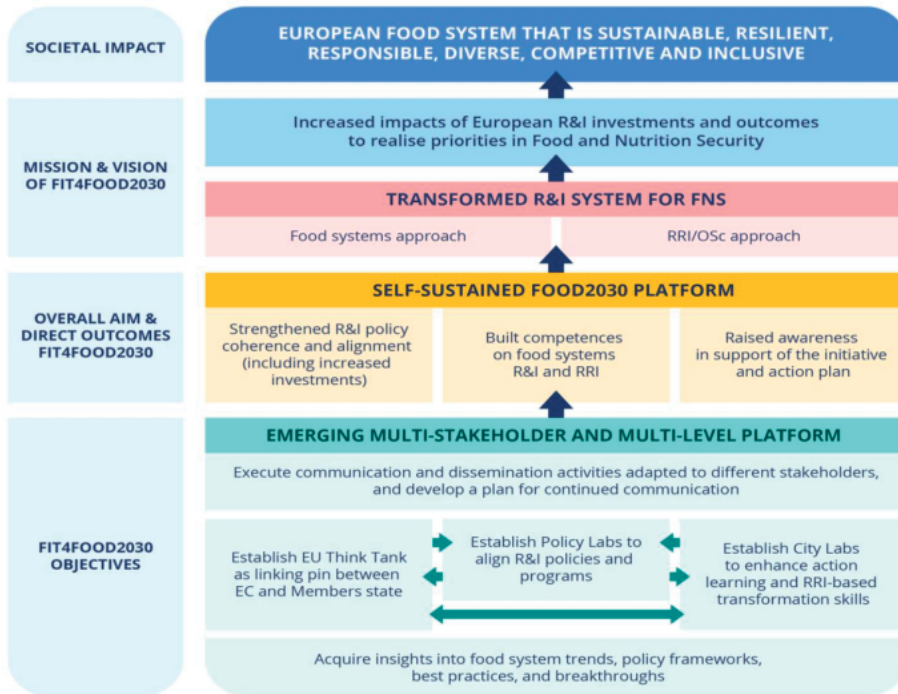 SOCIETAL IMPACT
EUROPEAN FOOD SYSTEM THAT IS SUSTAINABLE, RESILIENT,
RESPONSIBLE, DIVERSE, COMPETITIVE AND INCLUSIVE
MISSION & VISION
OF FIT4FOOD2030
Increased impacts of European R&I investments and outcomes
to realise priorities in Food and Nutrition Security
TRANSFORMED R&I SYSTEM FOR FNS
Food systems approach
RRI/OSc approach
OVERALL AIM &
DIRECT OUTCOMES
FIT4FOOD2030
SELF-SUSTAINED FOOD2030 PLATFORM
Strengthened R&I policy
coherence and alignment
(including increased
investments)
Built competences
on food systems
R&I and RRI
Raised awareness
in support of the initiative
and action plan
FIT4FOOD2030
OBJECTIVES
EMERGING MULTI-STAKEHOLDER AND MULTI-LEVEL PLATFORM
Execute communication and dissemination activities adapted to different stakeholders,
and develop a plan for continued communication
Establish EU Think Tank
as linking pin between
EC and Members state
Establish Policy Labs to
align R&I policies and
programs
Establish City Labs
to enhance action
learning and RRI-based
transformation skills
Acquire insights into food system trends, policy frameworks,
best practices, and breakthroughs